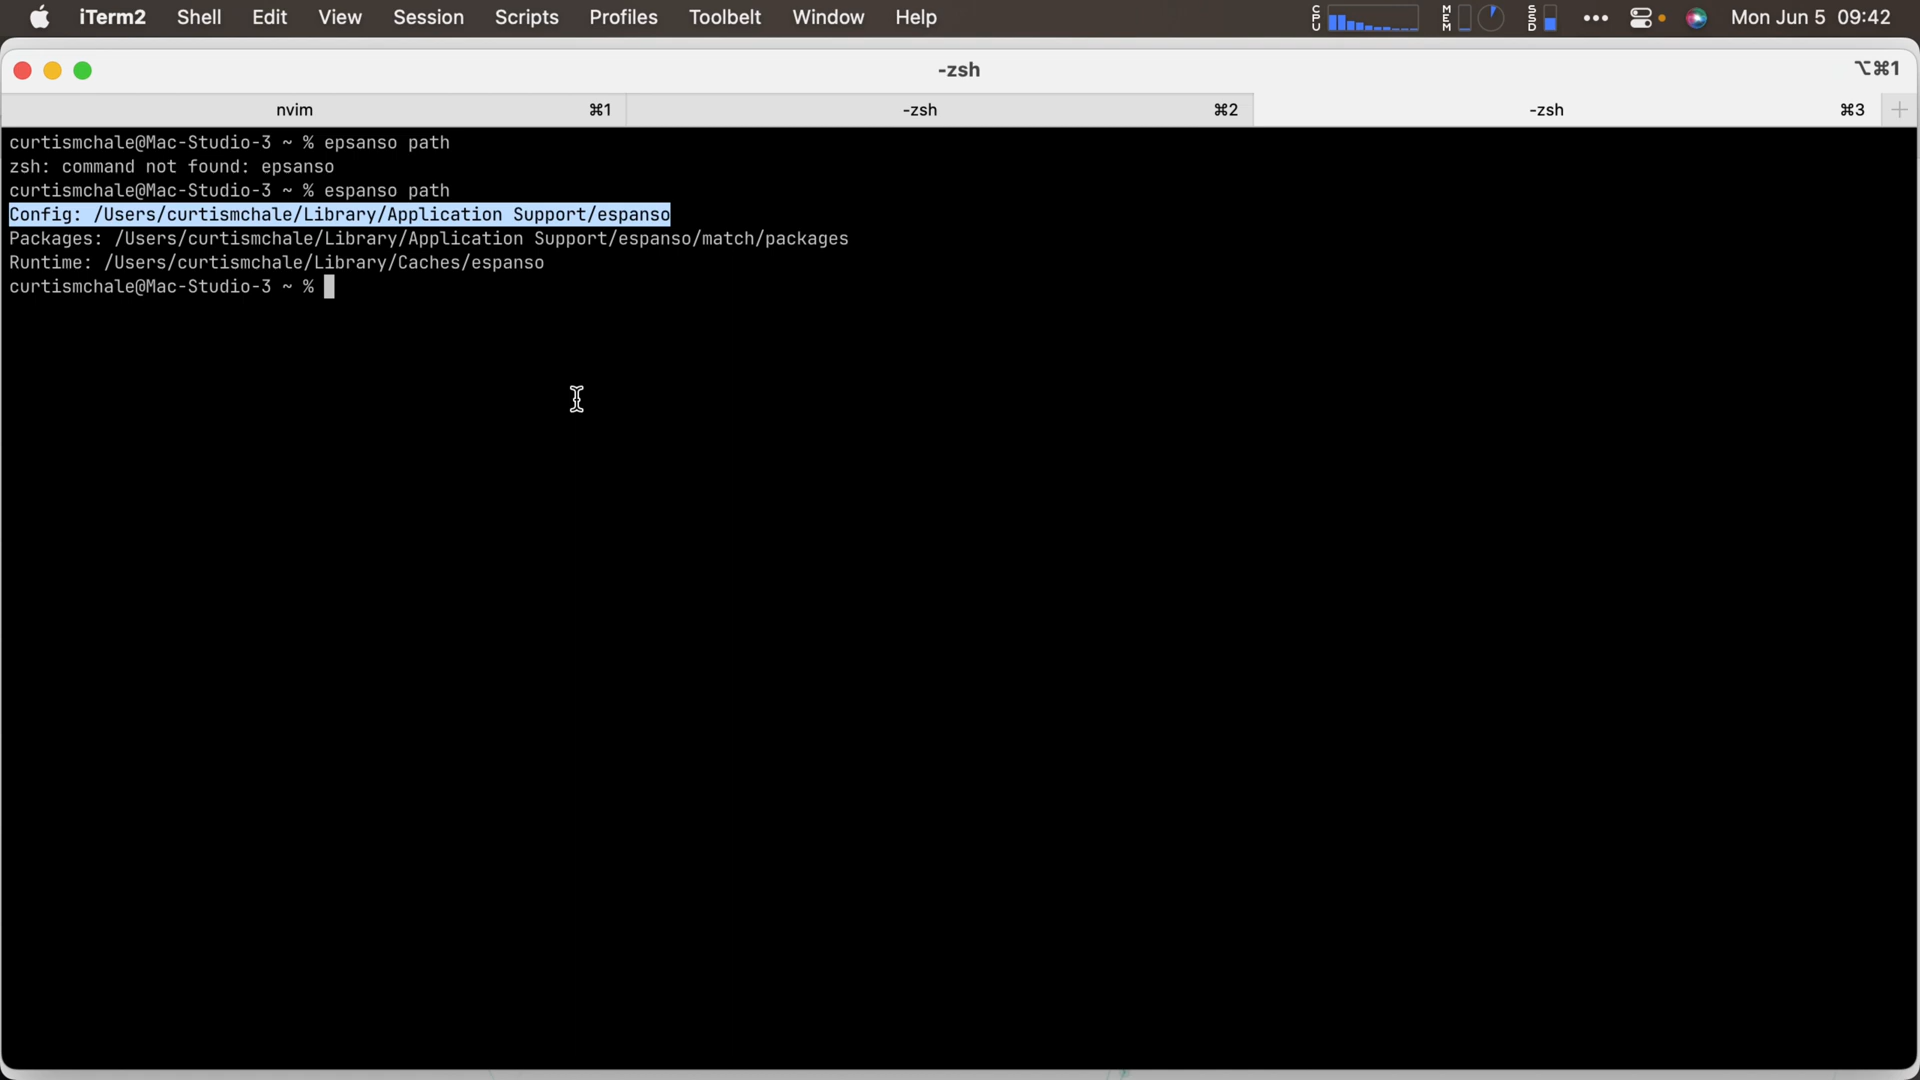 iTerm2 Shell Edit View Session Scripts Profiles Toolbelt Window Help CPU MEM SSD ••• Mon Jun 5 09:42
-zsh ⌥⌘1
nvim ⌘1 -zsh ⌘2 -zsh ⌘3 +
curtismchale@Mac-Studio-3 ~ % epsanso path
zsh: command not found: epsanso
curtismchale@Mac-Studio-3 ~ % espanso path
Config: /Users/curtismchale/Library/Application Support/espanso
Packages: /Users/curtismchale/Library/Application Support/espanso/match/packages
Runtime: /Users/curtismchale/Library/Caches/espanso
curtismchale@Mac-Studio-3 ~ %